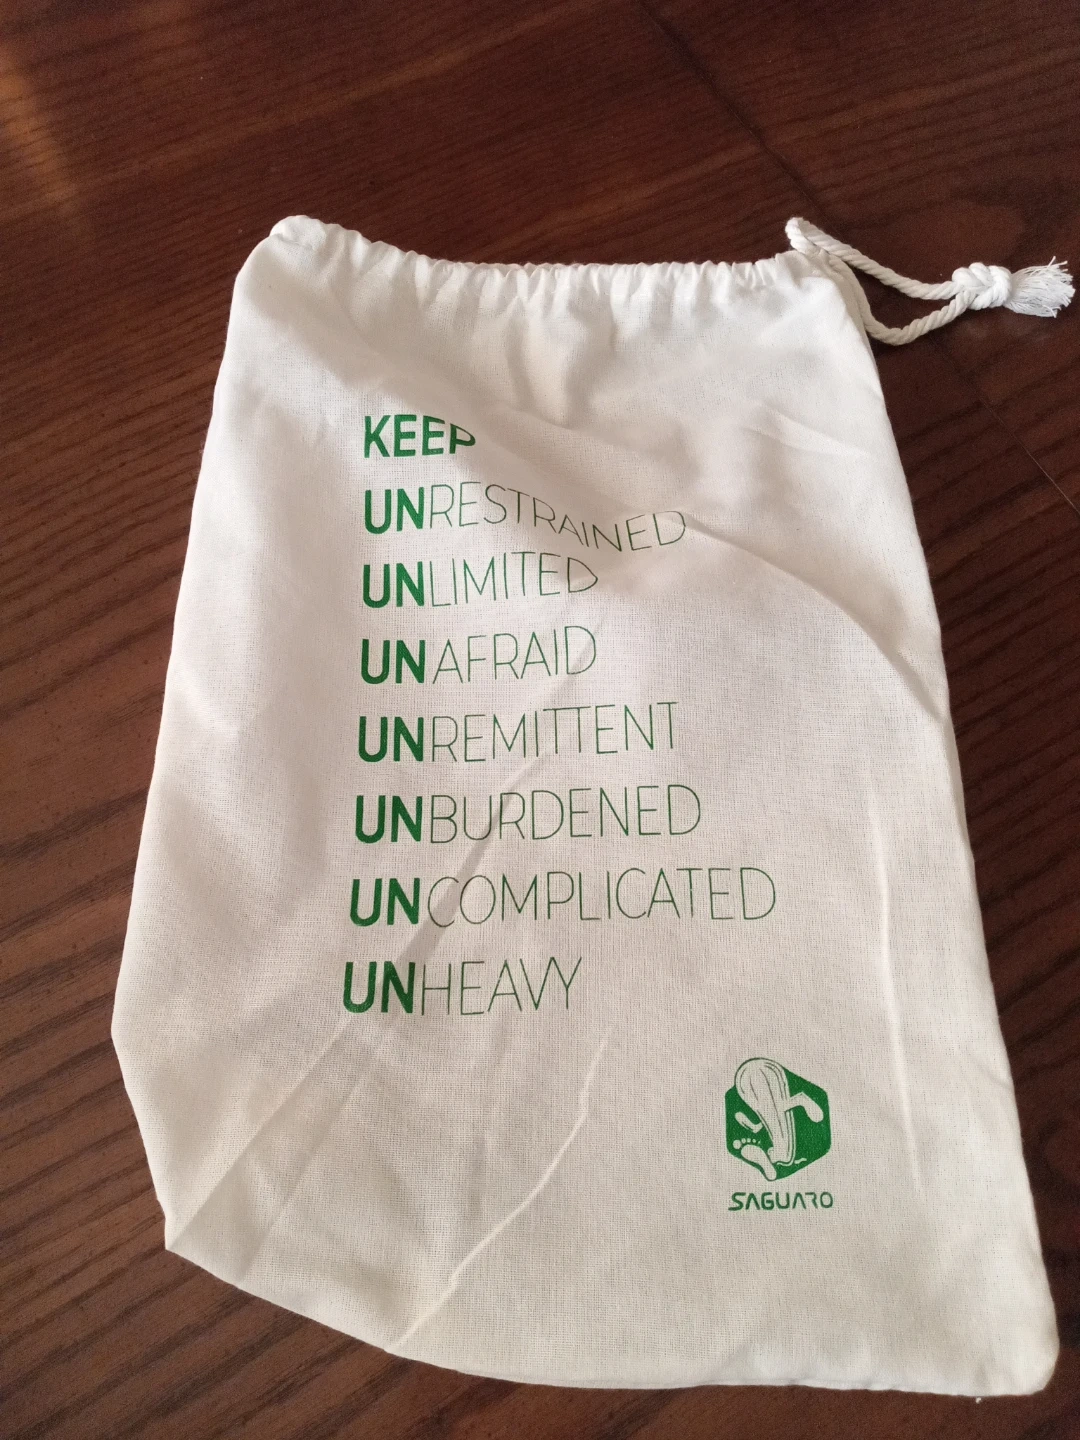 KEEP
UNRESTRAINED
UNLIMITED
UNAFRAID
UNREMITTENT
UNBURDENED
UNCOMPLICATED
UNHEAVY
SAGUARO